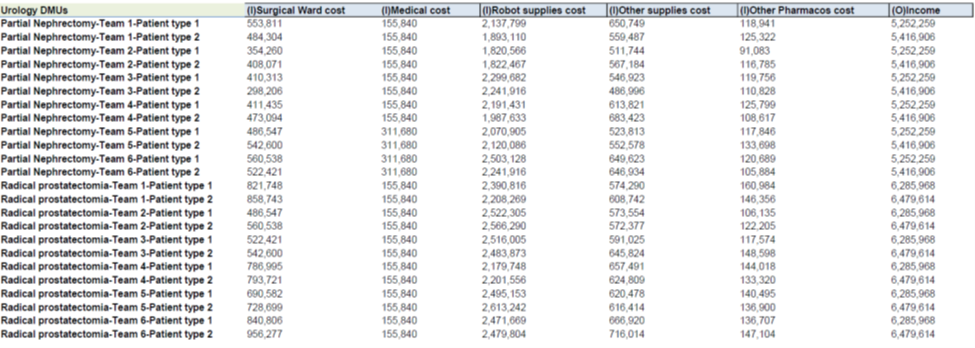 Urology DMUs (I)Surgical Ward cost (I)Medical cost (I)Robot supplies cost (I)Other supplies cost (I)Other Pharmacos cost (O)Income
Partial Nephrectomy-Team 1-Patient type 1 553,811 155,840 2,137,799 650,749 118,941 5,252,259
Partial Nephrectomy-Team 1-Patient type 2 484,304 155,840 1,893,110 559,487 125,322 5,416,906
Partial Nephrectomy-Team 2-Patient type 1 354,260 155,840 1,820,566 511,744 91,083 5,252,259
Partial Nephrectomy-Team 2-Patient type 2 408,071 155,840 1,822,467 567,184 116,785 5,416,906
Partial Nephrectomy-Team 3-Patient type 1 410,313 155,840 2,299,682 546,923 119,756 5,252,259
Partial Nephrectomy-Team 3-Patient type 2 298,206 155,840 2,241,916 486,996 110,828 5,416,906
Partial Nephrectomy-Team 4-Patient type 1 411,435 155,840 2,191,431 613,821 125,799 5,252,259
Partial Nephrectomy-Team 4-Patient type 2 473,094 155,840 1,987,633 683,423 108,617 5,416,906
Partial Nephrectomy-Team 5-Patient type 1 486,547 311,680 2,070,905 523,813 117,846 5,252,259
Partial Nephrectomy-Team 5-Patient type 2 542,600 311,680 2,120,086 552,578 133,698 5,416,906
Partial Nephrectomy-Team 6-Patient type 1 560,538 311,680 2,503,128 649,623 120,689 5,252,259
Partial Nephrectomy-Team 6-Patient type 2 522,421 311,680 2,241,916 646,934 105,884 5,416,906
Radical prostatectomia-Team 1-Patient type 1 821,748 155,840 2,390,816 574,290 160,984 6,285,968
Radical prostatectomia-Team 1-Patient type 2 858,743 155,840 2,208,269 608,742 146,356 6,479,614
Radical prostatectomia-Team 2-Patient type 1 486,547 155,840 2,522,305 573,554 106,135 6,285,968
Radical prostatectomia-Team 2-Patient type 2 560,538 155,840 2,566,290 572,377 122,205 6,479,614
Radical prostatectomia-Team 3-Patient type 1 522,421 155,840 2,516,005 591,025 117,574 6,285,968
Radical prostatectomia-Team 3-Patient type 2 542,600 155,840 2,483,873 645,824 148,598 6,479,614
Radical prostatectomia-Team 4-Patient type 1 786,995 155,840 2,179,748 657,491 144,018 6,285,968
Radical prostatectomia-Team 4-Patient type 2 793,721 155,840 2,201,556 624,809 133,320 6,479,614
Radical prostatectomia-Team 5-Patient type 1 690,582 155,840 2,495,153 620,478 140,495 6,285,968
Radical prostatectomia-Team 5-Patient type 2 728,699 155,840 2,613,242 616,414 136,900 6,479,614
Radical prostatectomia-Team 6-Patient type 1 840,806 155,840 2,471,669 666,920 136,707 6,285,968
Radical prostatectomia-Team 6-Patient type 2 956,277 155,840 2,479,804 716,014 147,104 6,479,614